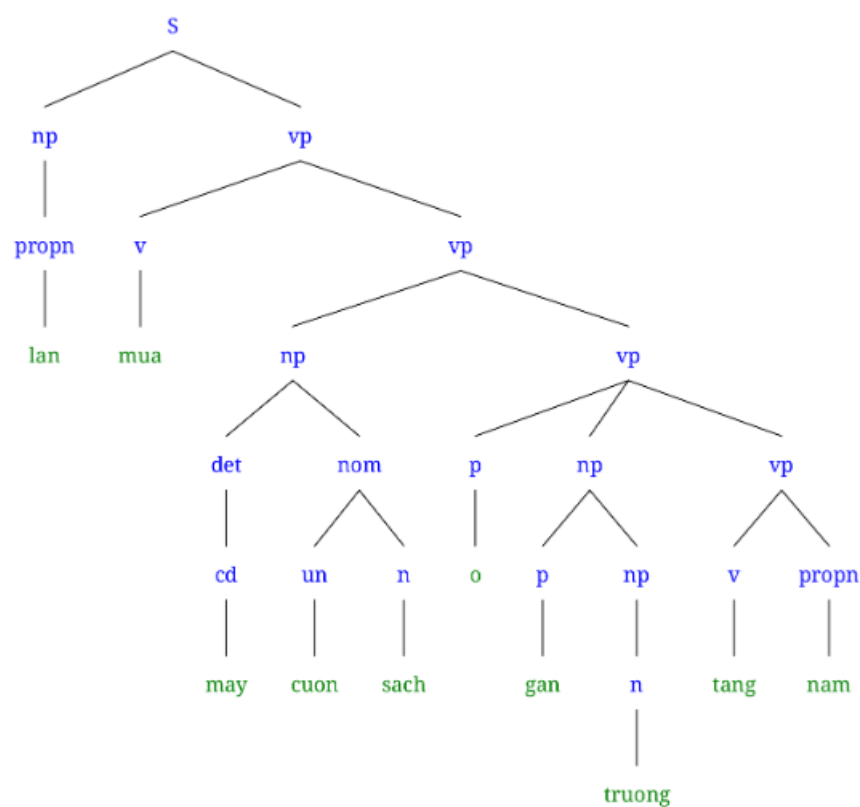 S
np vp
propn v vp
lan mua np vp
det nom p np vp
cd un n o p np v propn
may cuon sach gan n tang nam
truong